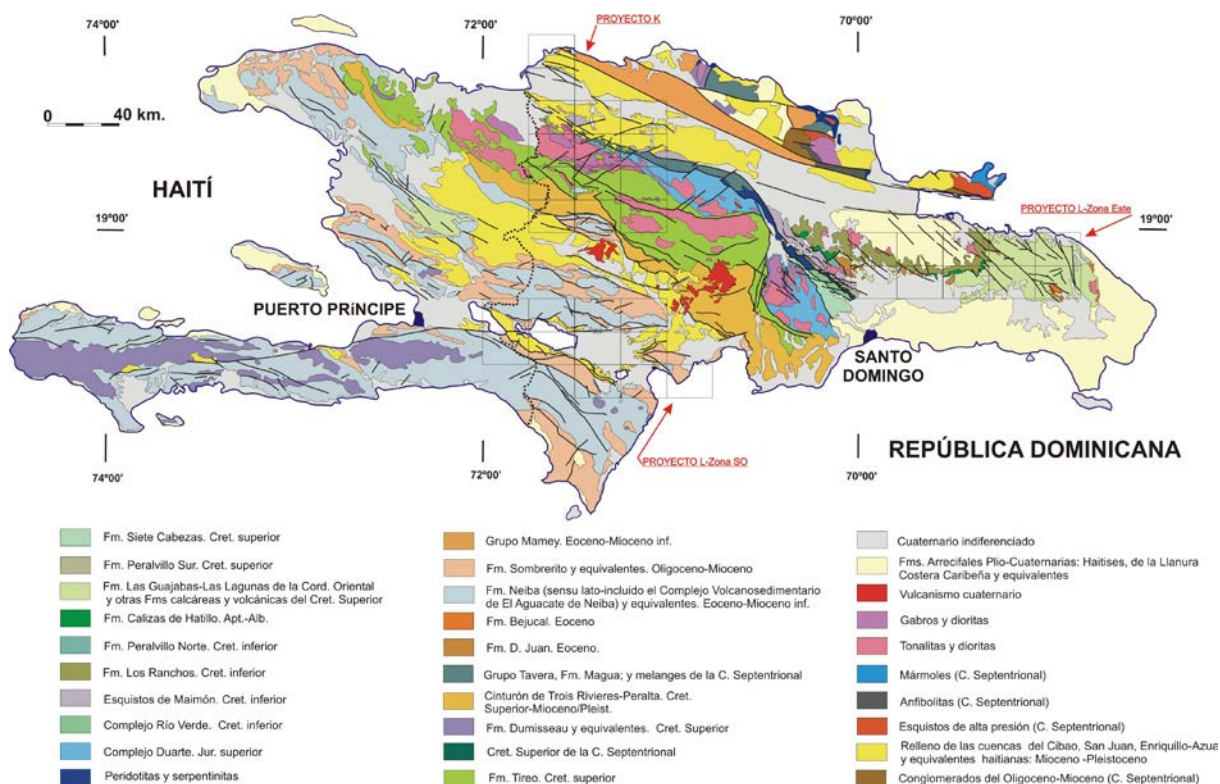 74°00'
72°00'
PROYECTO K
70°00'
0 40 km.
HAITÍ
19°00'
PROYECTO L-Zona Este
19°00'
PUERTO PRíNCIPE
SANTO
DOMINGO
REPÚBLICA DOMINICANA
PROYECTO L-Zona SO
74°00'
72°00'
70°00'
Fm. Siete Cabezas. Cret. superior
Fm. Peralvillo Sur. Cret. superior
Fm. Las Guajabas-Las Lagunas de la Cord. Oriental
y otras Fms calcáreas y volcánicas del Cret. Superior
Fm. Calizas de Hatillo. Apt.-Alb.
Fm. Peralvillo Norte. Cret. inferior
Fm. Los Ranchos. Cret. inferior
Esquistos de Maimón. Cret. inferior
Complejo Río Verde. Cret. inferior
Complejo Duarte. Jur. superior
Peridotitas y serpentinitas
Grupo Mamey. Eoceno-Mioceno inf.
Fm. Sombrerito y equivalentes. Oligoceno-Mioceno
Fm. Neiba (sensu lato-incluido el Complejo Volcanosedimentario
de El Aguacate de Neiba) y equivalentes. Eoceno-Mioceno inf.
Fm. Bejucal. Eoceno
Fm. D. Juan. Eoceno.
Grupo Tavera, Fm. Magua; y melanges de la C. Septentrional
Cinturón de Trois Rivieres-Peralta. Cret.
Superior-Mioceno/Pleist.
Fm. Dumisseau y equivalentes. Cret. Superior
Cret. Superior de la C. Septentrional
Fm. Tireo. Cret. superior
Cuaternario indiferenciado
Fms. Arrecifales Plio-Cuaternarias: Haitises, de la Llanura
Costera Caribeña y equivalentes
Vulcanismo cuaternario
Gabros y dioritas
Tonalitas y dioritas
Mármoles (C. Septentrional)
Anfibolitas (C. Septentrional)
Esquistos de alta presión (C. Septentrional)
Relleno de las cuencas del Cibao, San Juan, Enriquillo-Azua
y equivalentes haitianas: Mioceno -Pleistoceno
Conglomerados del Oligoceno-Mioceno (C. Septentrional)